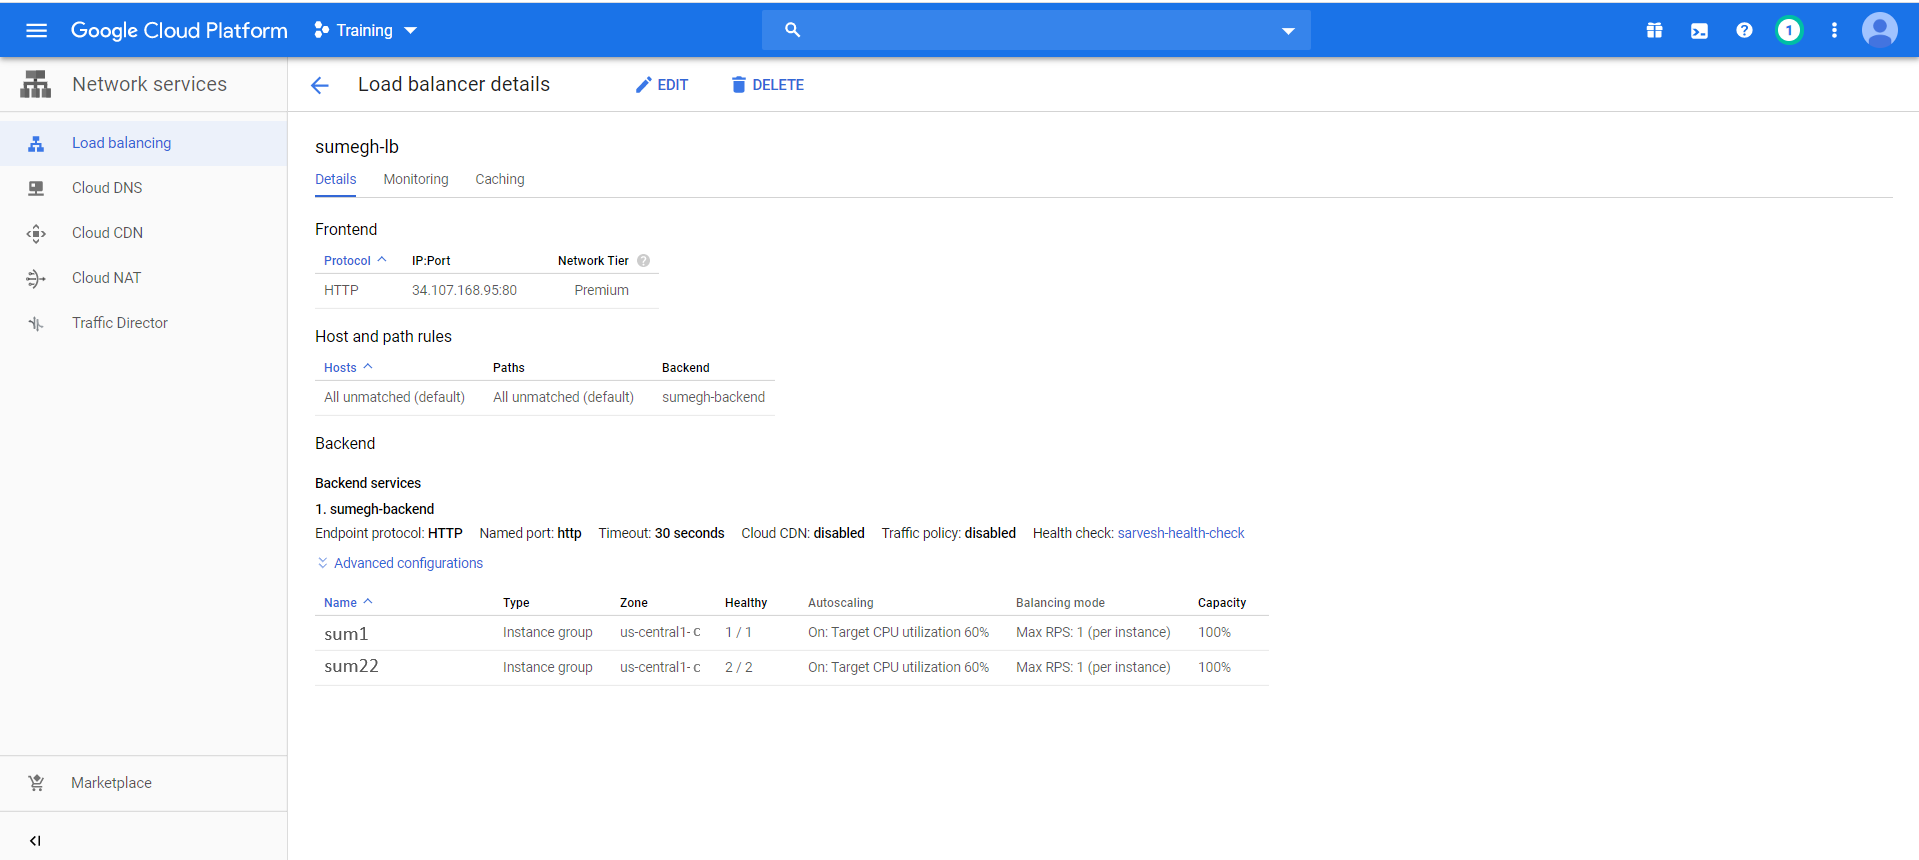 Google Cloud Platform Training 1
Network services
Load balancer details EDIT DELETE
Load balancing
Cloud DNS
Cloud CDN
Cloud NAT
Traffic Director
Marketplace
sumegh-lb
Details Monitoring Caching
Frontend
Protocol IP:Port Network Tier ?
HTTP 34.107.168.95:80 Premium
Host and path rules
Hosts Paths Backend
All unmatched (default) All unmatched (default) sumegh-backend
Backend
Backend services
1. sumegh-backend
Endpoint protocol: HTTP Named port: http Timeout: 30 seconds Cloud CDN: disabled Traffic policy: disabled Health check: sarvesh-health-check
Advanced configurations
Name Type Zone Healthy Autoscaling Balancing mode Capacity
sum1 Instance group us-central1- c 1 / 1 On: Target CPU utilization 60% Max RPS: 1 (per instance) 100%
sum22 Instance group us-central1- c 2 / 2 On: Target CPU utilization 60% Max RPS: 1 (per instance) 100%